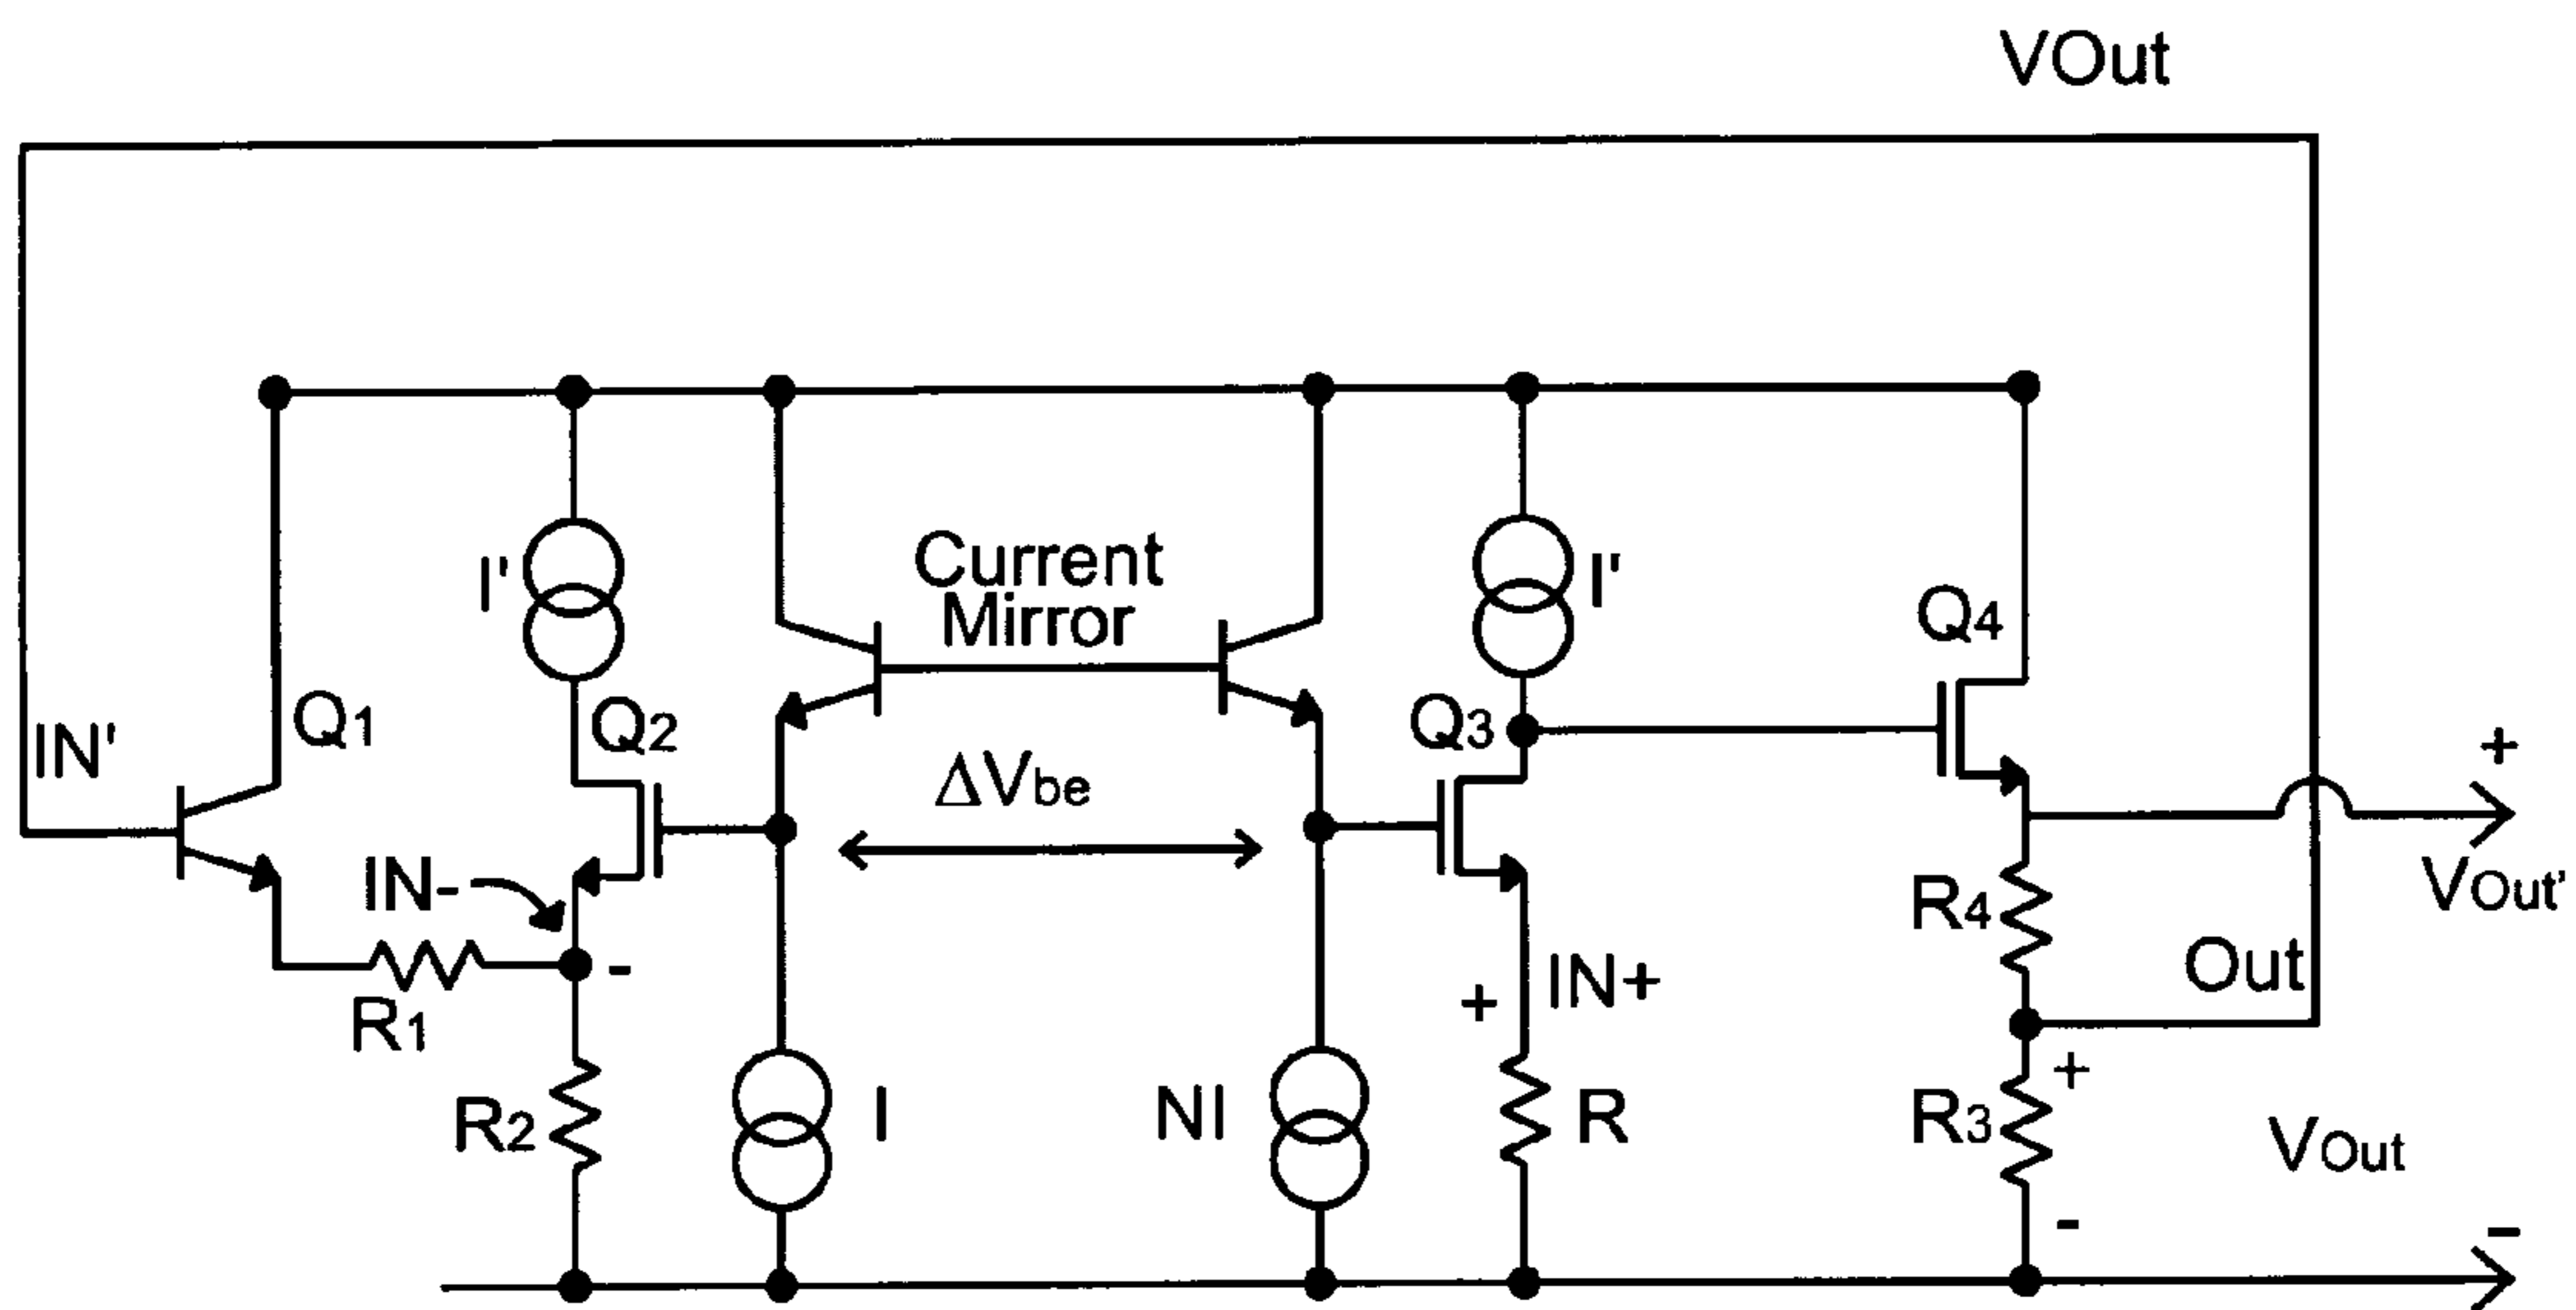 VOut
Current
Mirror
I'
I'
Q4
IN'
Q1
Q2
Q3
ΔVbe
+
VOut'
IN-
-
R1
+
IN+
R4
Out
R2
I
NI
R
+
R3
VOut
-
-